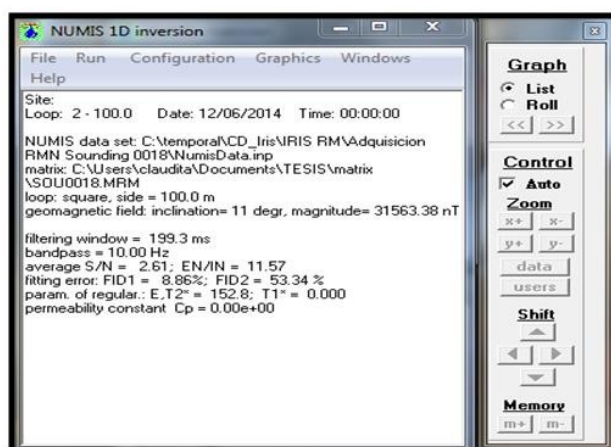 NUMIS 1D inversion
File Run Configuration Graphics Windows
Help
Site:
Loop: 2 - 100.0 Date: 12/06/2014 Time: 00:00:00
NUMIS data set: C:\temporal\CD_Iris\IRIS RM\Adquisicion
RMN Sounding 0018\NumisData.inp
matrix: C:\Users\claudita\Documents\TESIS\matrix
\SOU0018.MRM
loop: square, side = 100.0 m
geomagnetic field: inclination= 11 degr, magnitude= 31563.38 nT
filtering window = 199.3 ms
bandpass = 10.00 Hz
average S/N = 2.61; EN/IN = 11.57
fitting error: FID1 = 8.86%; FID2 = 53.34 %
param. of regular.: E,T2* = 152.8; T1* = 0.000
permeability constant Cp = 0.00e+00
Graph
List
Roll
<< >>
Control
Auto
Zoom
x+ x-
y+ y-
data
users
Shift
Memory
m+ m-